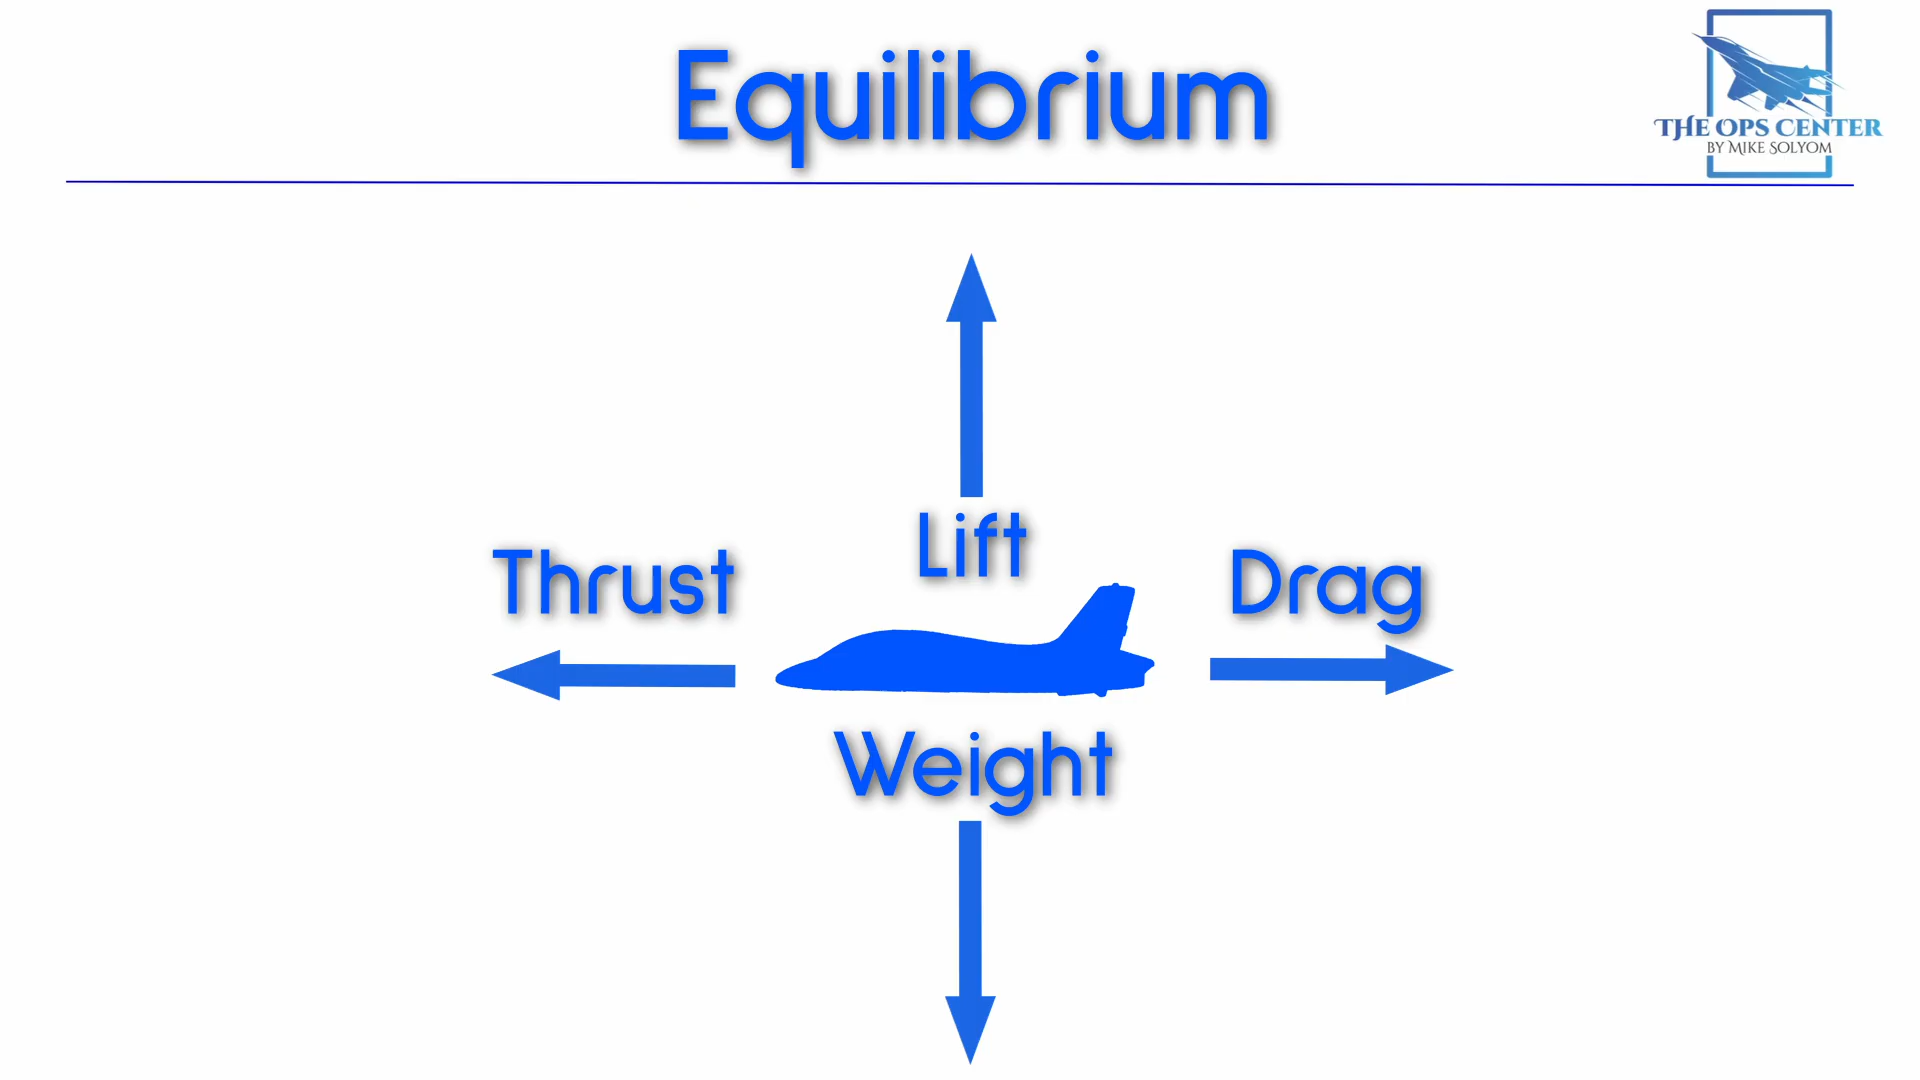 Equilibrium
THE OPS CENTER
BY MIKE SOLYOM
Lift
Thrust
Drag
Weight